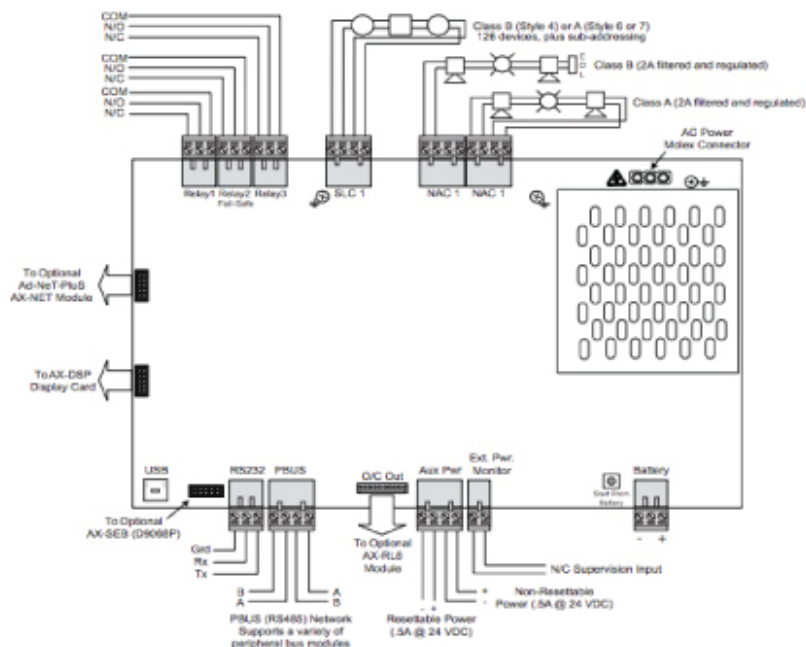 COM
N/O
N/C
COM
N/O
N/C
COM
N/O
N/C
Class B (Style 4) or A (Style 6 or 7)
126 devices, plus sub-addressing
E
O
L
Class B (2A filtered and regulated)
Class A (2A filtered and regulated)
AC Power
Molex Connector
Relay1 Relay2 Relay3
Fail-Safe
SLC 1
NAC 1 NAC 1
To Optional
Ad-NeT-PluS
AX-NET Module
To AX-DSP
Display Card
USB
RS232 PBUS
O/C Out
Aux Pwr
Ext. Pwr.
Monitor
Start From
Battery
Battery
- +
To Optional
AX-SEB (D9068P)
Grd
Rx
Tx
B
A
A
B
PBUS (RS485) Network
Supports a variety of
peripheral bus modules
To Optional
AX-RL8
Module
- +
Resettable Power
(.5A @ 24 VDC)
+
-
Non-Resettable
Power (.5A @ 24 VDC)
N/C Supervision Input